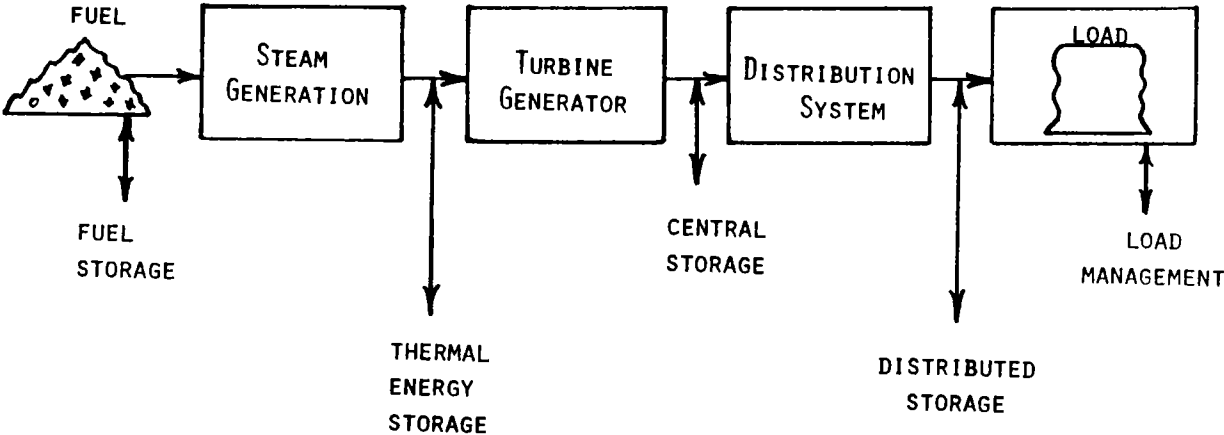 FUEL
STEAM
GENERATION
TURBINE
GENERATOR
DISTRIBUTION
SYSTEM
LOAD
FUEL
STORAGE
THERMAL
ENERGY
STORAGE
CENTRAL
STORAGE
DISTRIBUTED
STORAGE
LOAD
MANAGEMENT